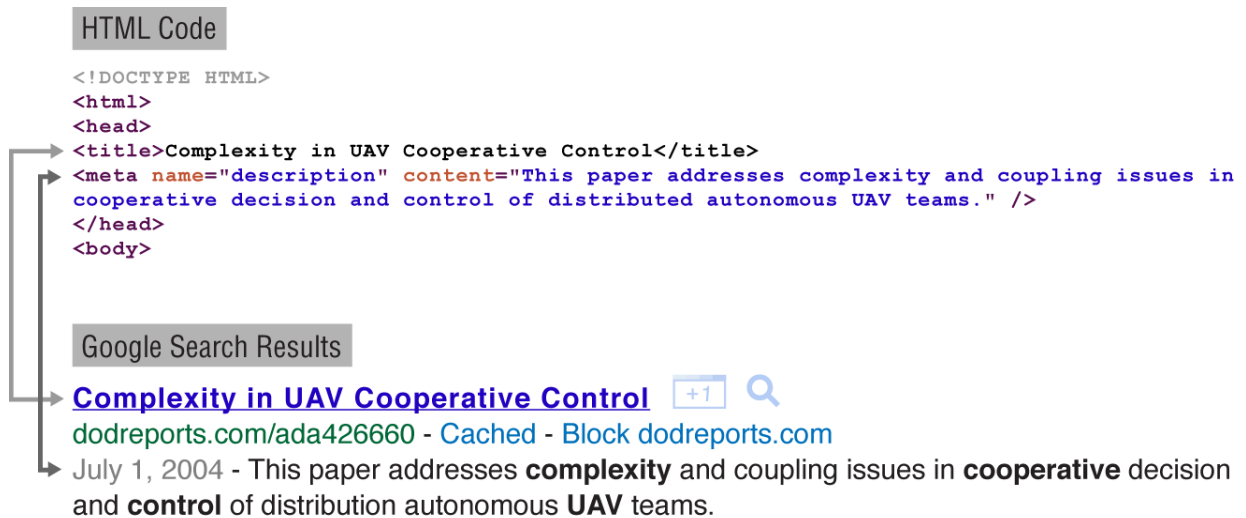 HTML Code
<!DOCTYPE HTML>
<html>
<head>
<title>Complexity in UAV Cooperative Control</title>
<meta name="description" content="This paper addresses complexity and coupling issues in
cooperative decision and control of distributed autonomous UAV teams." />
</head>
<body>
Google Search Results
Complexity in UAV Cooperative Control +1
dodreports.com/ada426660 - Cached - Block dodreports.com
July 1, 2004 - This paper addresses complexity and coupling issues in cooperative decision
and control of distribution autonomous UAV teams.